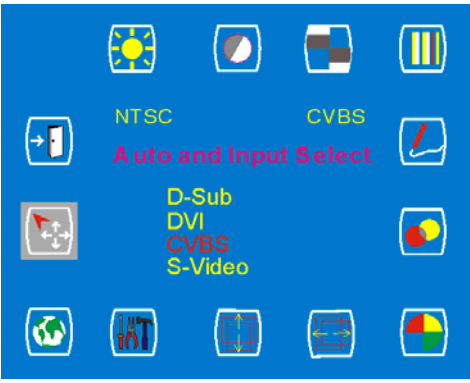 NTSC CVBS
Auto and Input Select
D-Sub
DVI
CVBS
S-Video